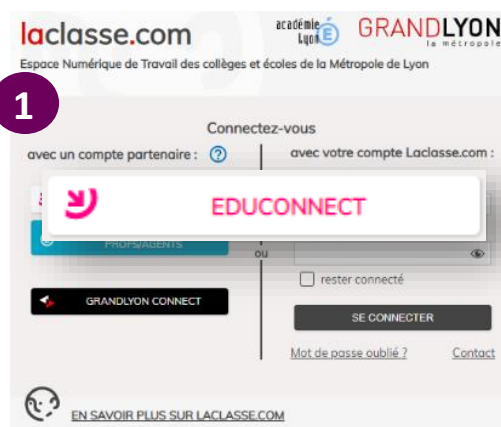 laclasse.com
académie Lyon
GRANDLYON
la métropole
Espace Numérique de Travail des collèges et écoles de la Métropole de Lyon
1
Connectez-vous
avec un compte partenaire : ?
avec votre compte Laclasse.com :
EDUCONNECT
PROFS/AGENTS
ou
rester connecté
GRANDLYON CONNECT
SE CONNECTER
Mot de passe oublié ?
Contact
EN SAVOIR PLUS SUR LACLASSE.COM